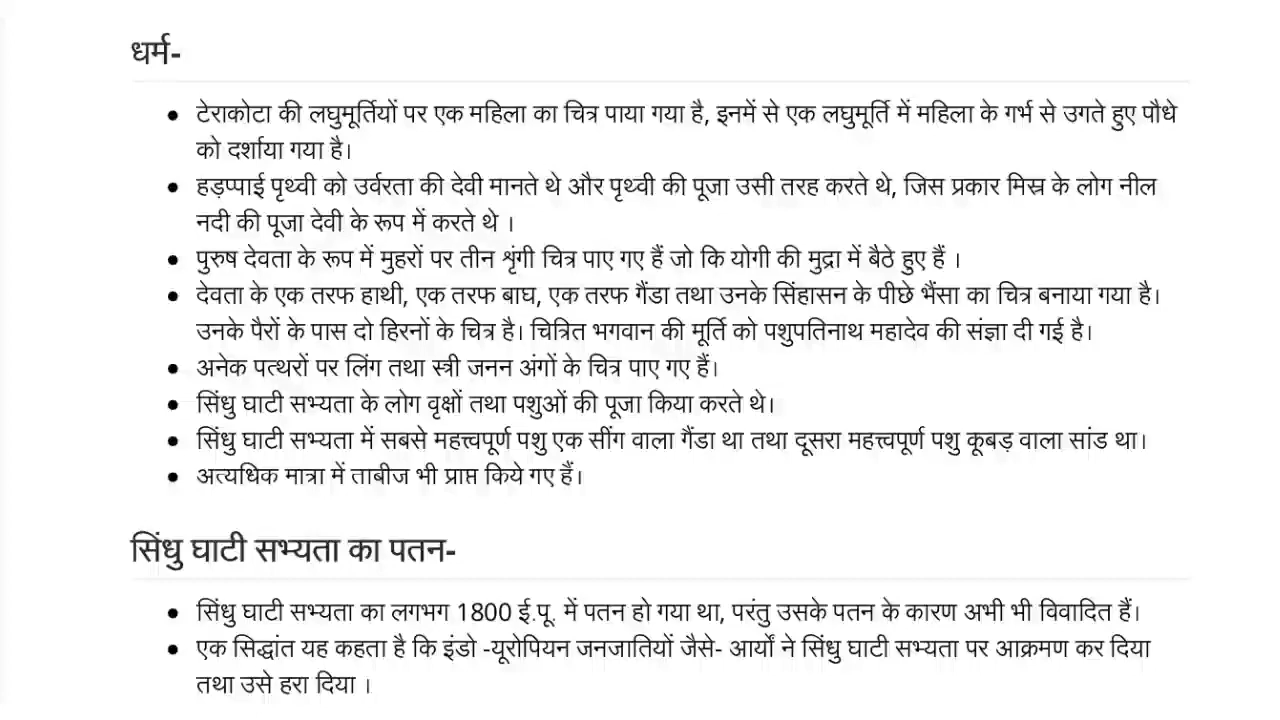 धर्म-
• टेराकोटा की लघुमूर्तियों पर एक महिला का चित्र पाया गया है, इनमें से एक लघुमूर्ति में महिला के गर्भ से उगते हुए पौधे
को दर्शाया गया है।
• हड़प्पाई पृथ्वी को उर्वरता की देवी मानते थे और पृथ्वी की पूजा उसी तरह करते थे, जिस प्रकार मिस्र के लोग नील
नदी की पूजा देवी के रूप में करते थे ।
• पुरुष देवता के रूप में मुहरों पर तीन शृंगी चित्र पाए गए हैं जो कि योगी की मुद्रा में बैठे हुए हैं ।
• देवता के एक तरफ हाथी, एक तरफ बाघ, एक तरफ गैंडा तथा उनके सिंहासन के पीछे भैंसा का चित्र बनाया गया है।
उनके पैरों के पास दो हिरनों के चित्र है। चित्रित भगवान की मूर्ति को पशुपतिनाथ महादेव की संज्ञा दी गई है।
• अनेक पत्थरों पर लिंग तथा स्त्री जनन अंगों के चित्र पाए गए हैं।
• सिंधु घाटी सभ्यता के लोग वृक्षों तथा पशुओं की पूजा किया करते थे।
• सिंधु घाटी सभ्यता में सबसे महत्त्वपूर्ण पशु एक सींग वाला गैंडा था तथा दूसरा महत्त्वपूर्ण पशु कूबड़ वाला सांड था।
• अत्यधिक मात्रा में ताबीज भी प्राप्त किये गए हैं।
सिंधु घाटी सभ्यता का पतन-
• सिंधु घाटी सभ्यता का लगभग 1800 ई.पू. में पतन हो गया था, परंतु उसके पतन के कारण अभी भी विवादित हैं।
• एक सिद्धांत यह कहता है कि इंडो -यूरोपियन जनजातियों जैसे- आर्यों ने सिंधु घाटी सभ्यता पर आक्रमण कर दिया
तथा उसे हरा दिया ।